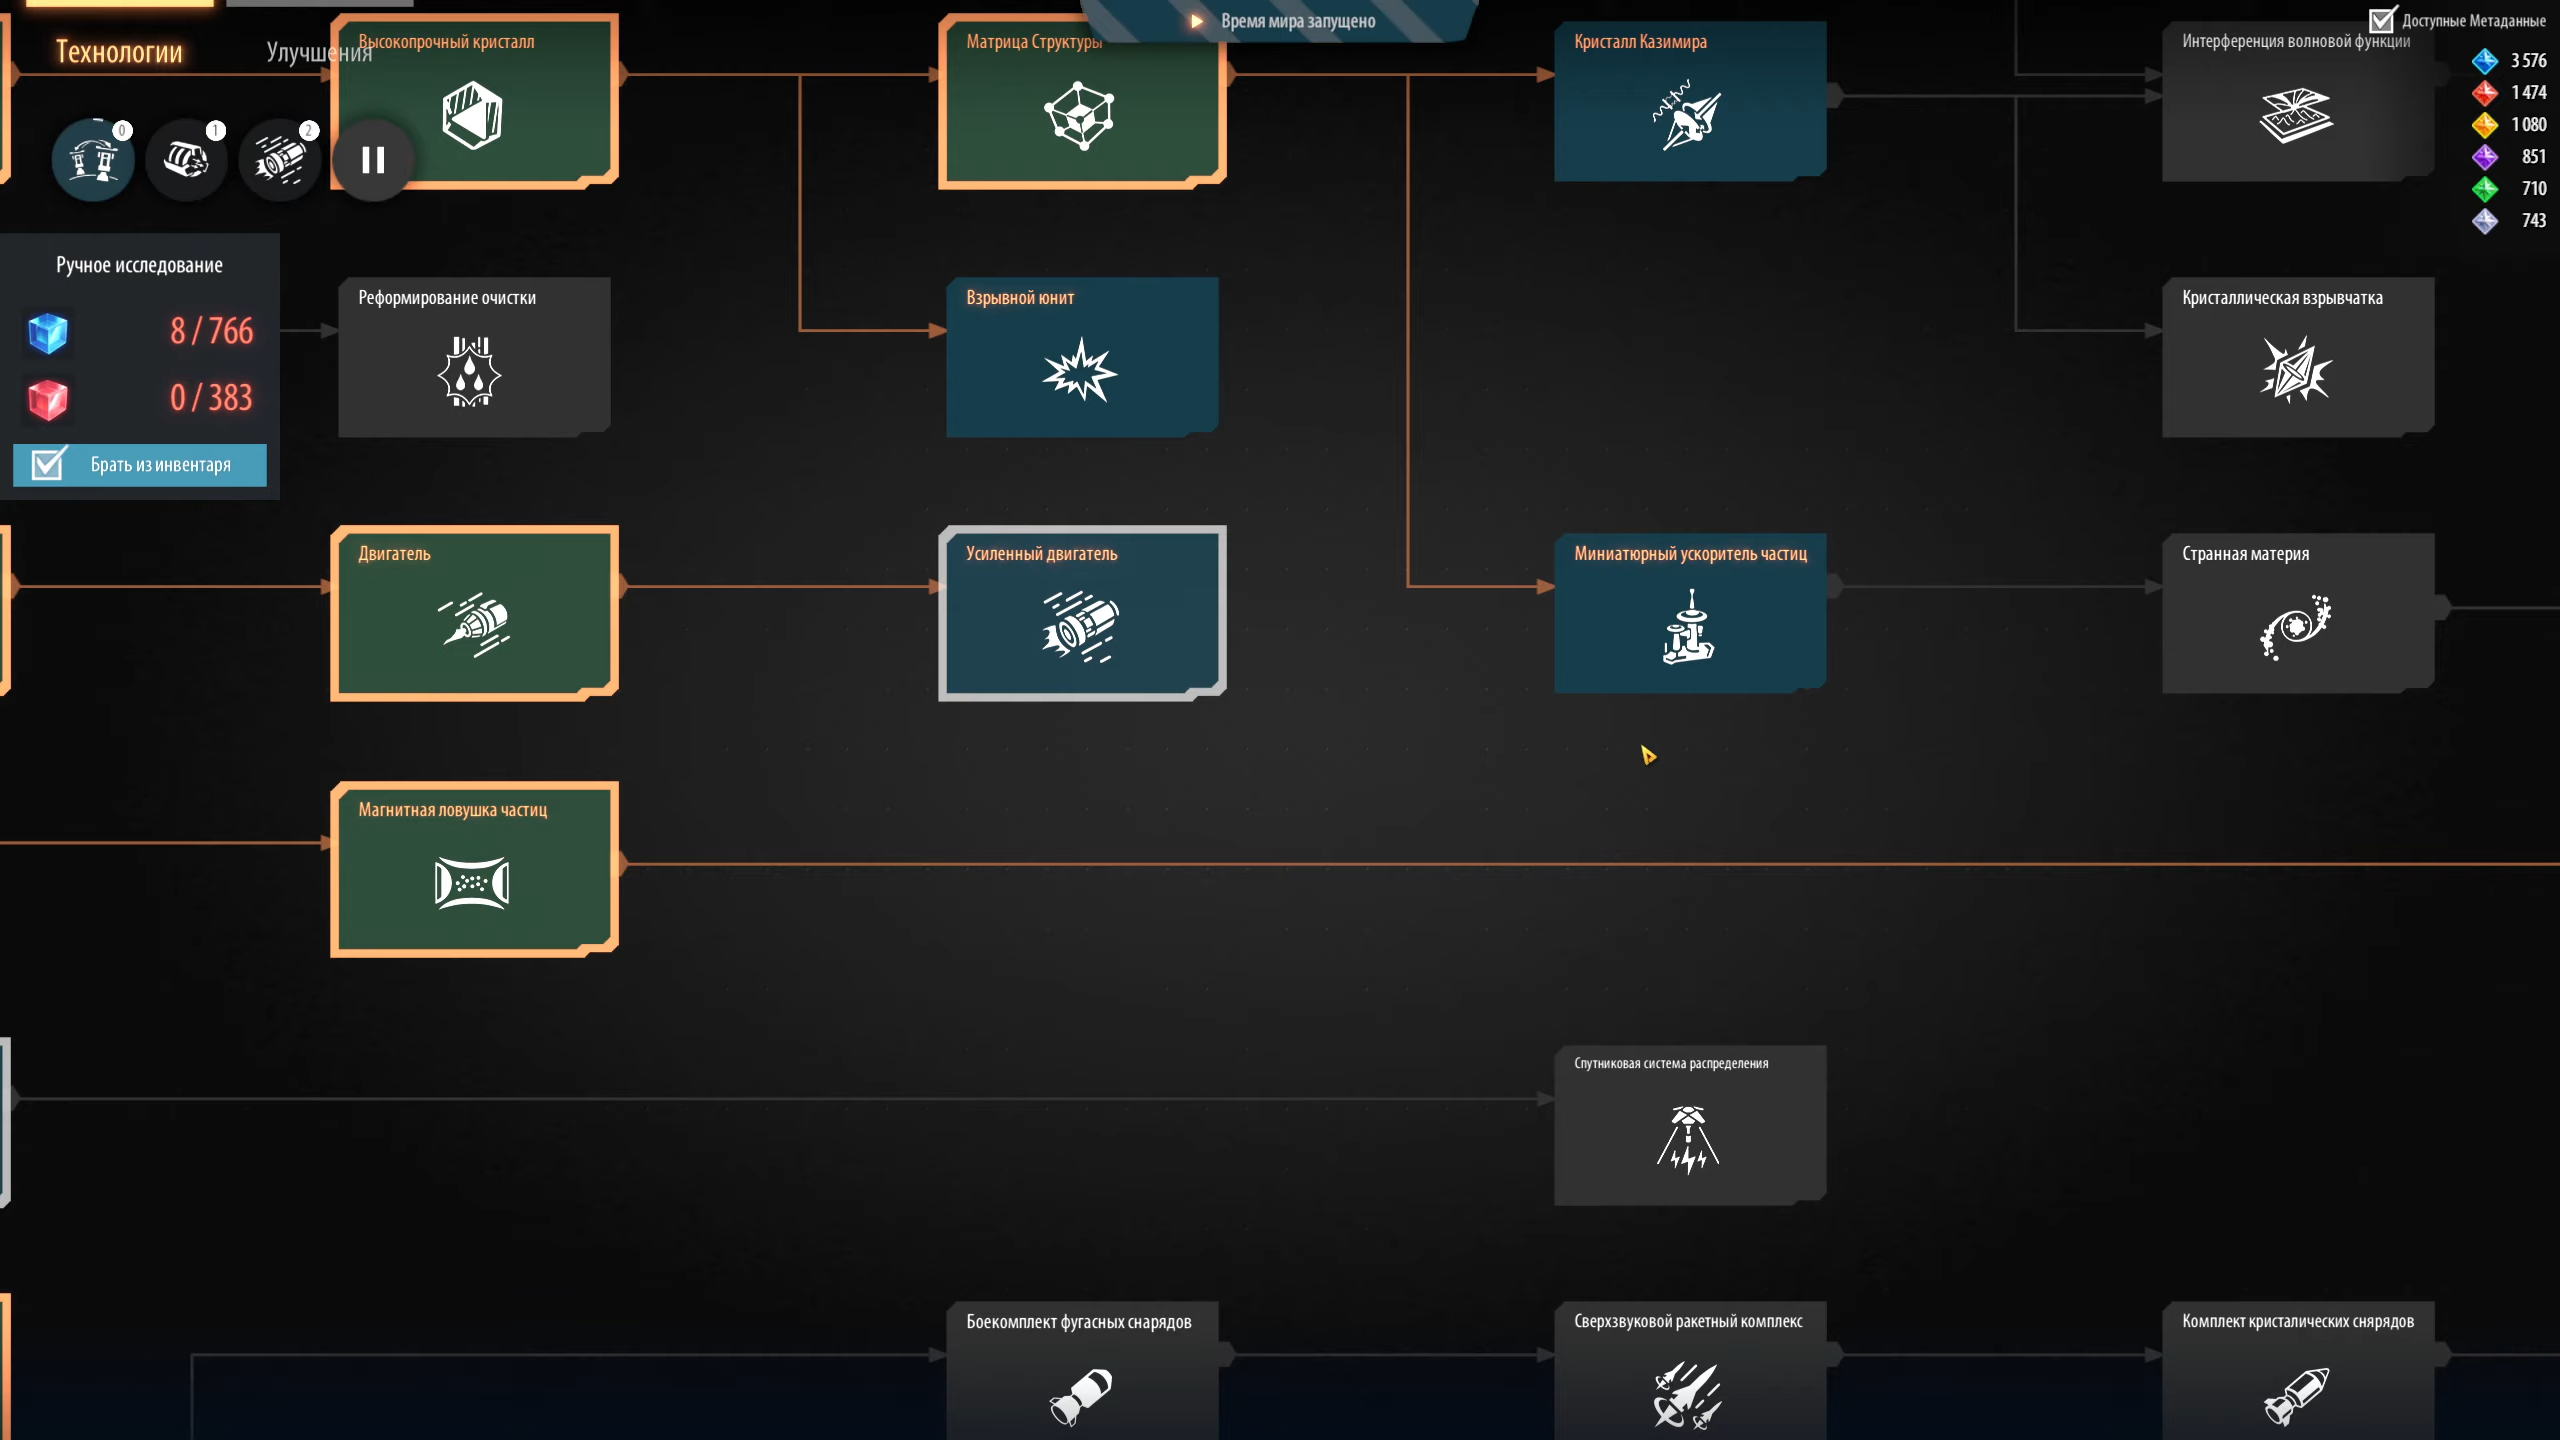 Время мира запущено
Доступные Метаданные
Технологии
Улучшения
Высокопрочный кристалл
Матрица Структуры
Кристалл Казимира
Интерференция волновой функции
3 576
1 474
1 080
851
710
743
0
1
2
Ручное исследование
8 / 766
0 / 383
Брать из инвентаря
Реформирование очистки
Взрывной юнит
Кристаллическая взрывчатка
Двигатель
Усиленный двигатель
Миниатюрный ускоритель частиц
Странная материя
Магнитная ловушка частиц
Спутниковая система распределения
Боекомплект фугасных снарядов
Сверхзвуковой ракетный комплекс
Комплект кристалических снярядов